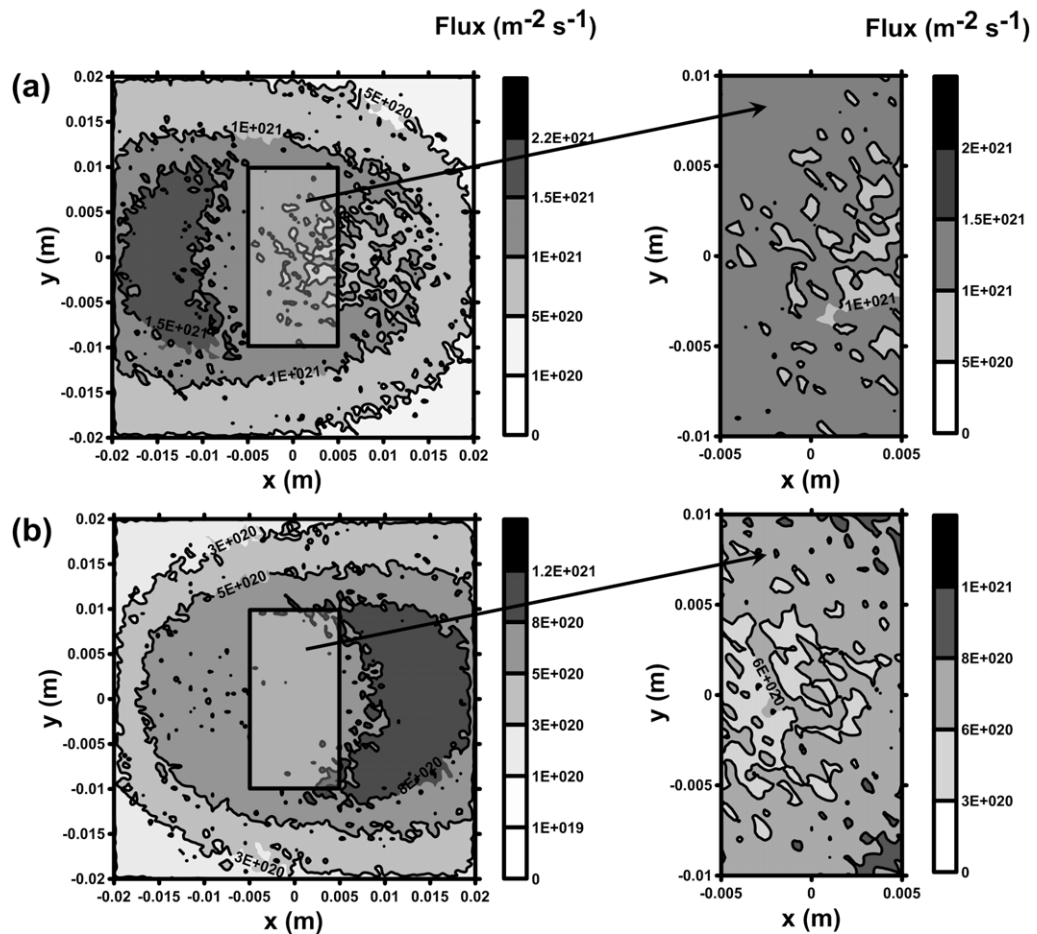 Flux (m-2 s-1) Flux (m-2 s-1)
(a)
0.02
0.015
0.01
0.005
0
-0.005
-0.01
-0.015
-0.02
y (m)
-0.02 -0.015 -0.01 -0.005 0 0.005 0.01 0.015 0.02
x (m)
5E+020
1E+021
1.5E+021
1E+021
2.2E+021
1.5E+021
1E+021
5E+020
1E+020
0
0.01
0.005
0
-0.005
-0.01
y (m)
-0.005 0 0.005
x (m)
1E+021
2E+021
1.5E+021
1E+021
5E+020
0
(b)
0.02
0.015
0.01
0.005
0
-0.005
-0.01
-0.015
-0.02
y (m)
-0.02 -0.015 -0.01 -0.005 0 0.005 0.01 0.015 0.02
x (m)
3E+020
5E+020
8E+020
3E+020
1.2E+021
8E+020
5E+020
3E+020
1E+020
1E+019
0
0.01
0.005
0
-0.005
-0.01
y (m)
-0.005 0 0.005
x (m)
6E+020
1E+021
8E+020
6E+020
3E+020
0